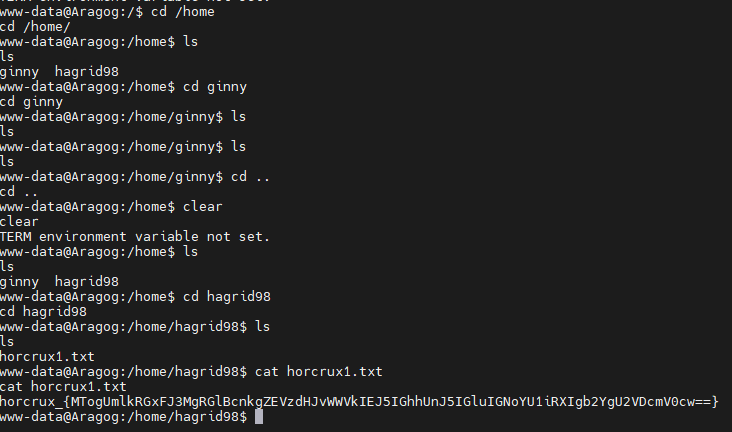 www-data@Aragog:/$ cd /home
cd /home/
www-data@Aragog:/home$ ls
ls
ginny  hagrid98
www-data@Aragog:/home$ cd ginny
cd ginny
www-data@Aragog:/home/ginny$ ls
ls
www-data@Aragog:/home/ginny$ ls
ls
www-data@Aragog:/home/ginny$ cd ..
cd ..
www-data@Aragog:/home$ clear
clear
TERM environment variable not set.
www-data@Aragog:/home$ ls
ls
ginny  hagrid98
www-data@Aragog:/home$ cd hagrid98
cd hagrid98
www-data@Aragog:/home/hagrid98$ ls
ls
horcrux1.txt
www-data@Aragog:/home/hagrid98$ cat horcrux1.txt
cat horcrux1.txt
horcrux_{MTogUmlkRGxFJ3MgRGlBcnkgZEVzdHJvWWVkIEJ5IGhhUnJ5IGluIGNoYU1iRXIgb2YgU2VDcmV0cw==}
www-data@Aragog:/home/hagrid98$